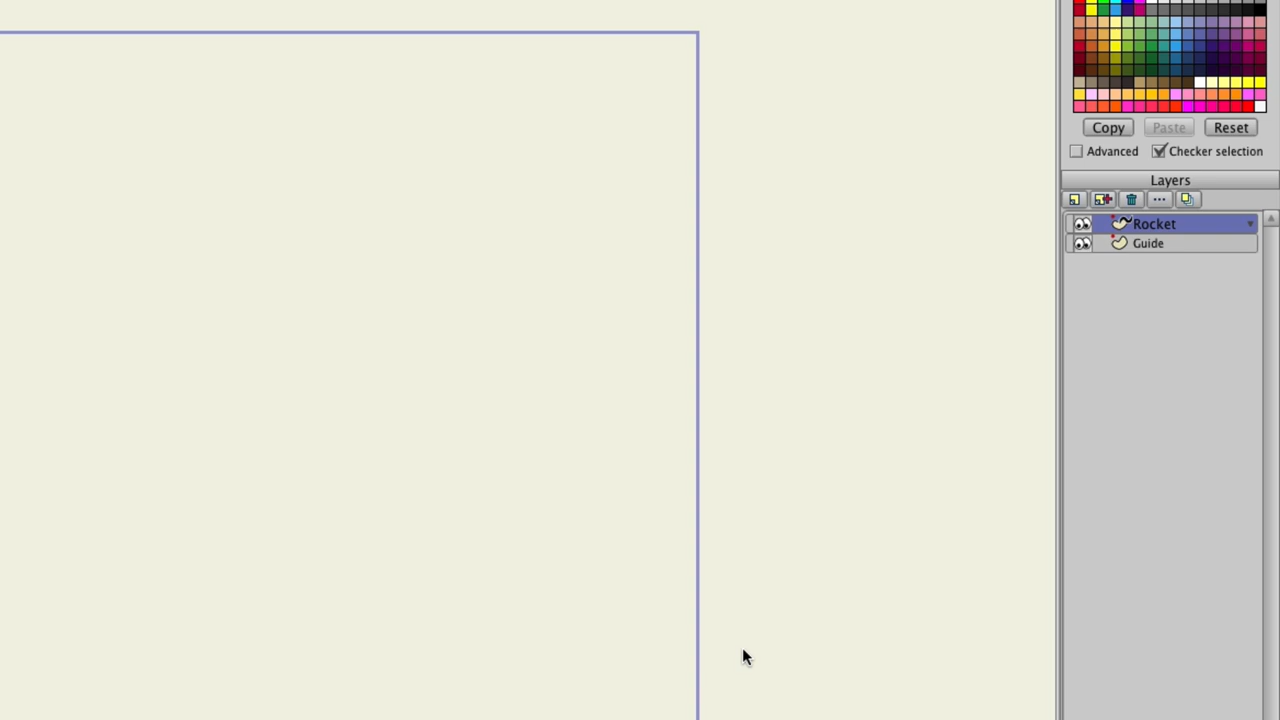 Copy Paste Reset
Advanced Checker selection
Layers
Rocket
Guide